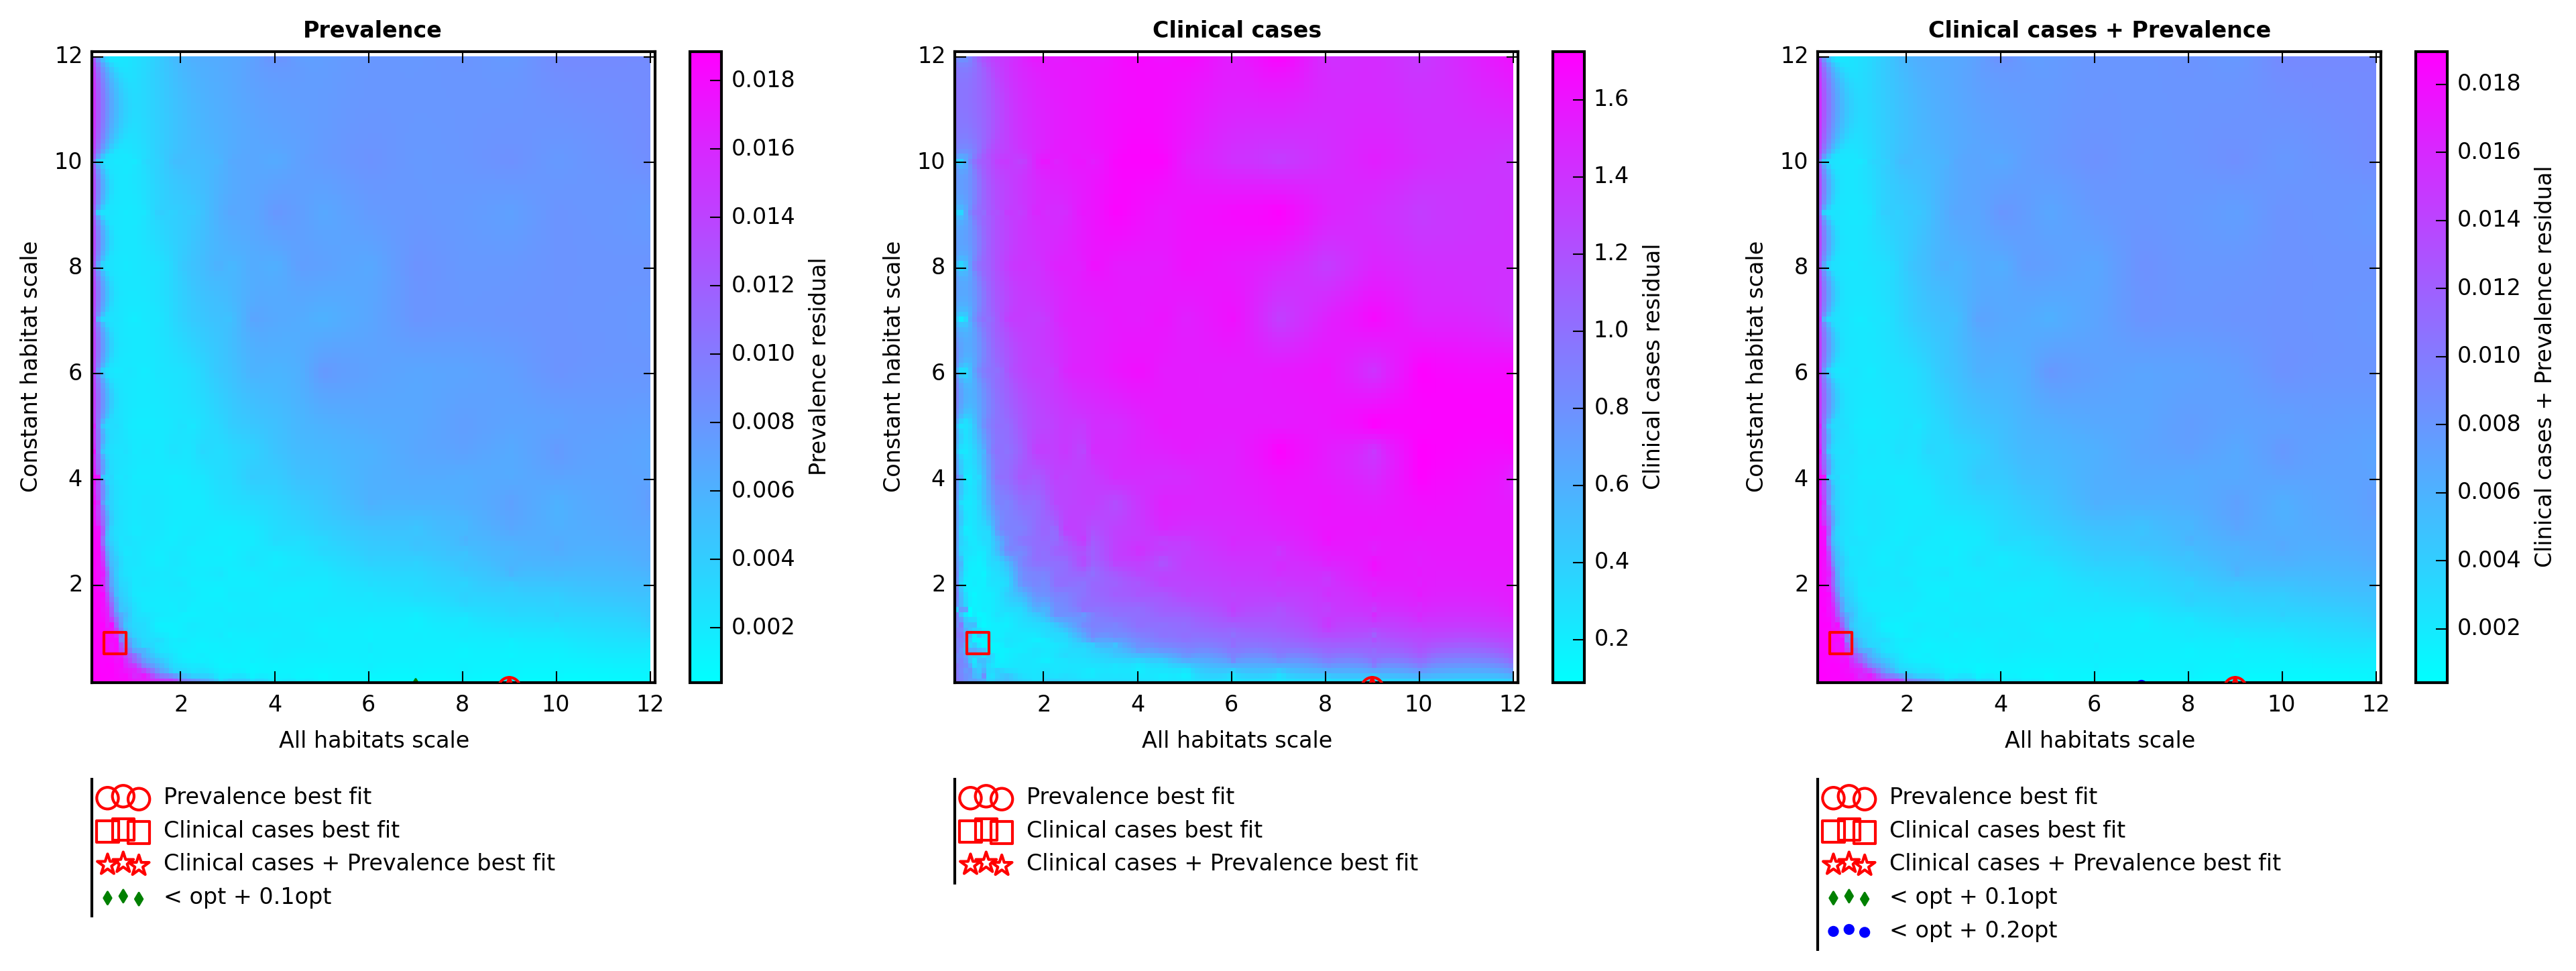 Prevalence
Constant habitat scale
12
10
8
6
4
2
2 4 6 8 10 12
All habitats scale
0.018
0.016
0.014
0.012
0.010
0.008
0.006
0.004
0.002
Prevalence residual
Prevalence best fit
Clinical cases best fit
Clinical cases + Prevalence best fit
< opt + 0.1opt
Clinical cases
Constant habitat scale
12
10
8
6
4
2
2 4 6 8 10 12
All habitats scale
1.6
1.4
1.2
1.0
0.8
0.6
0.4
0.2
Clinical cases residual
Prevalence best fit
Clinical cases best fit
Clinical cases + Prevalence best fit
Clinical cases + Prevalence
Constant habitat scale
12
10
8
6
4
2
2 4 6 8 10 12
All habitats scale
0.018
0.016
0.014
0.012
0.010
0.008
0.006
0.004
0.002
Clinical cases + Prevalence residual
Prevalence best fit
Clinical cases best fit
Clinical cases + Prevalence best fit
< opt + 0.1opt
< opt + 0.2opt